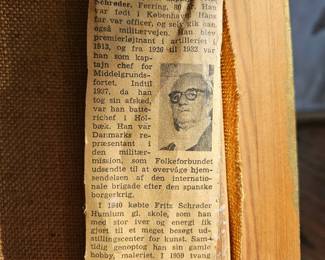 Schrøder, Ferring, 80 år. Han
var født i København. Hans
far var officer, og selv gik han
også militærvejen. Han blev
premierløjtnant i artilleriet i
1913, og fra 1926 til 1932 var
han som kap-
tajn chef for
Middelgrunds-
fortet. Indtil
1937, da han
tog sin afsked,
var han batte-
richef i Hol-
bæk. Han var
Danmarks re-
præsentant i
den militær-
mission, som Folkeforbundet
udsendte til at overvåge hjem-
sendelsen af den internatio-
nale brigade efter den spanske
borgerkrig.
I 1940 købte Fritz Schrøder
Humlum gl. skole, som han
med stor iver og energi fik
gjort til et meget besøgt ud-
stillingscenter for kunst. Sam-
tidig genoptog han sin gamle
hobby, maleriet. I 1959 tvang